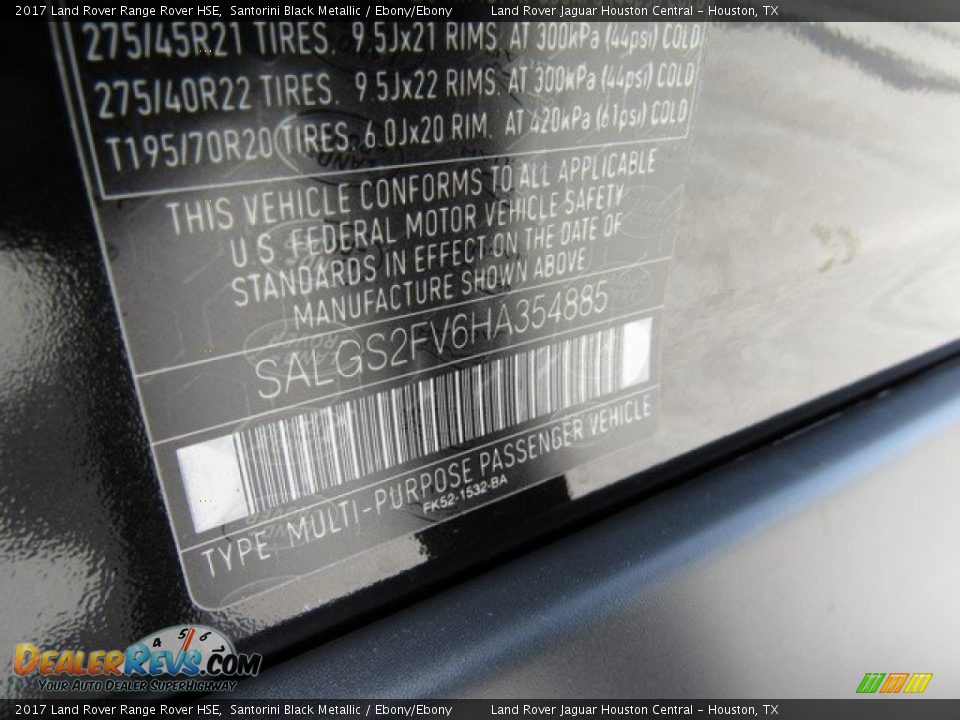 2017 Land Rover Range Rover HSE, Santorini Black Metallic / Ebony/Ebony Land Rover Jaguar Houston Central - Houston, TX
275/45R21 TIRES. 9.5Jx21 RIMS. AT 300kPa (44psi) COLD
275/40R22 TIRES. 9.5Jx22 RIMS. AT 300kPa (44psi) COLD
T195/70R20 TIRES. 6.0Jx20 RIM. AT 420kPa (61psi) COLD
THIS VEHICLE CONFORMS TO ALL APPLICABLE
U.S. FEDERAL MOTOR VEHICLE SAFETY
STANDARDS IN EFFECT ON THE DATE OF
MANUFACTURE SHOWN ABOVE
SALGS2FV6HA354885
TYPE MULTI-PURPOSE PASSENGER VEHICLE
FK52-1532-BA
4 5 6
DealerRevs.com
Your Auto Dealer SuperHighway
2017 Land Rover Range Rover HSE, Santorini Black Metallic / Ebony/Ebony Land Rover Jaguar Houston Central - Houston, TX